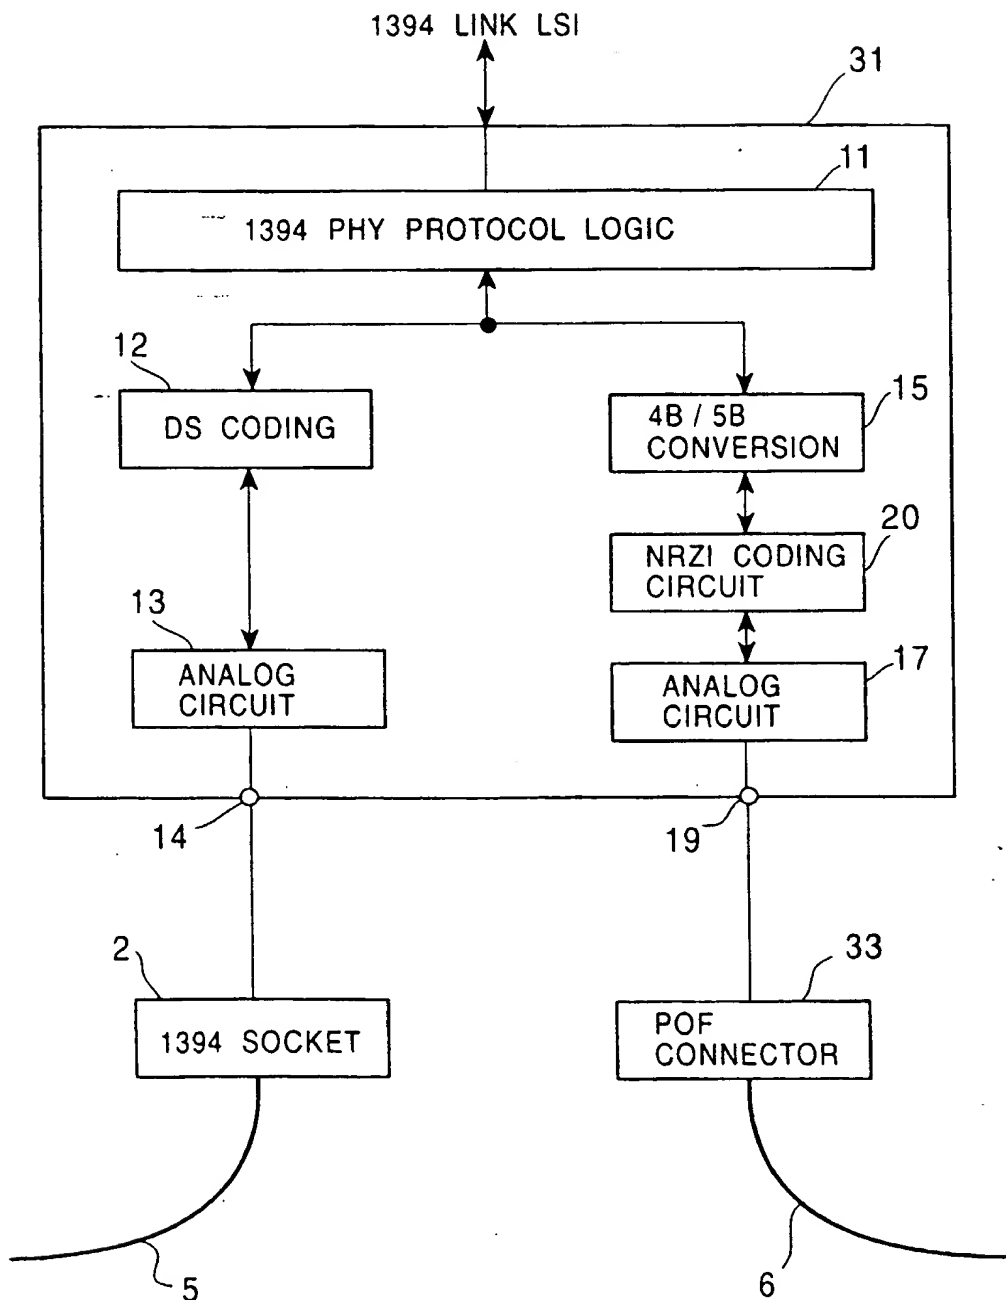 1394 LINK LSI
31
11
1394 PHY PROTOCOL LOGIC
12
DS CODING
15
4B / 5B
CONVERSION
20
NRZI CODING
CIRCUIT
13
ANALOG
CIRCUIT
17
ANALOG
CIRCUIT
14
19
2
1394 SOCKET
33
POF
CONNECTOR
5
6